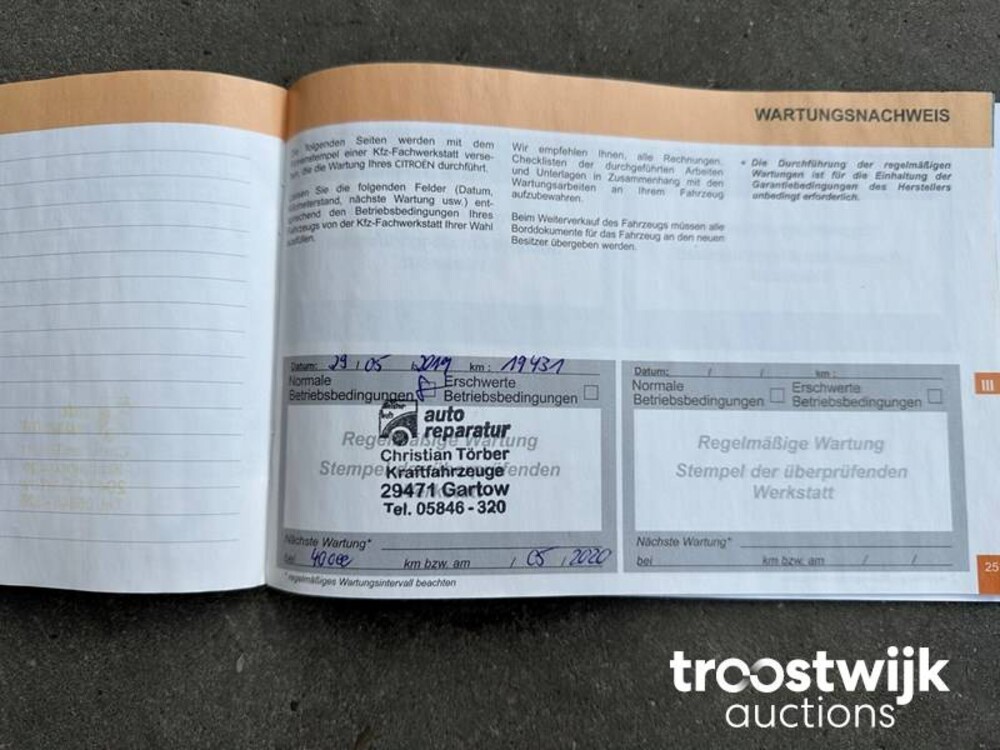 WARTUNGSNACHWEIS
folgenden Seiten werden mit dem
einer Kfz-Fachwerkstatt verse-
die die Wartung Ihres CITROËN durchführt.
Sie die folgenden Felder (Datum,
nächste Wartung usw.) ent-
den Betriebsbedingungen Ihres
von der Kfz-Fachwerkstatt Ihrer Wahl
Wir empfehlen Ihnen, alle Rechnungen,
Checklisten der durchgeführten Arbeiten
und Unterlagen in Zusammenhang mit den
Wartungsarbeiten an Ihrem Fahrzeug
aufzubewahren.
Beim Weiterverkauf des Fahrzeugs müssen alle
Borddokumente für das Fahrzeug an den neuen
Besitzer übergeben werden.
* Die Durchführung der regelmäßigen
Wartungen ist für die Einhaltung der
Garantiebedingungen des Herstellers
unbedingt erforderlich.
Datum: 29 / 05 / 2019 km : 19431
Normale Erschwerte
Betriebsbedingungen Betriebsbedingungen
auto
reparatur
Regelmäßige Wartung
Christian Törber
Stempel der überprüfenden
Kraftfahrzeuge
29471 Gartow
Tel. 05846 - 320
Nächste Wartung*
bei 40000 km bzw. am / 05 / 2020
* regelmäßiges Wartungsintervall beachten
Datum: / / km :
Normale Erschwerte
Betriebsbedingungen Betriebsbedingungen
Regelmäßige Wartung
Stempel der überprüfenden
Werkstatt
Nächste Wartung*
bei km bzw. am / /
III
25
troostwijk
auctions